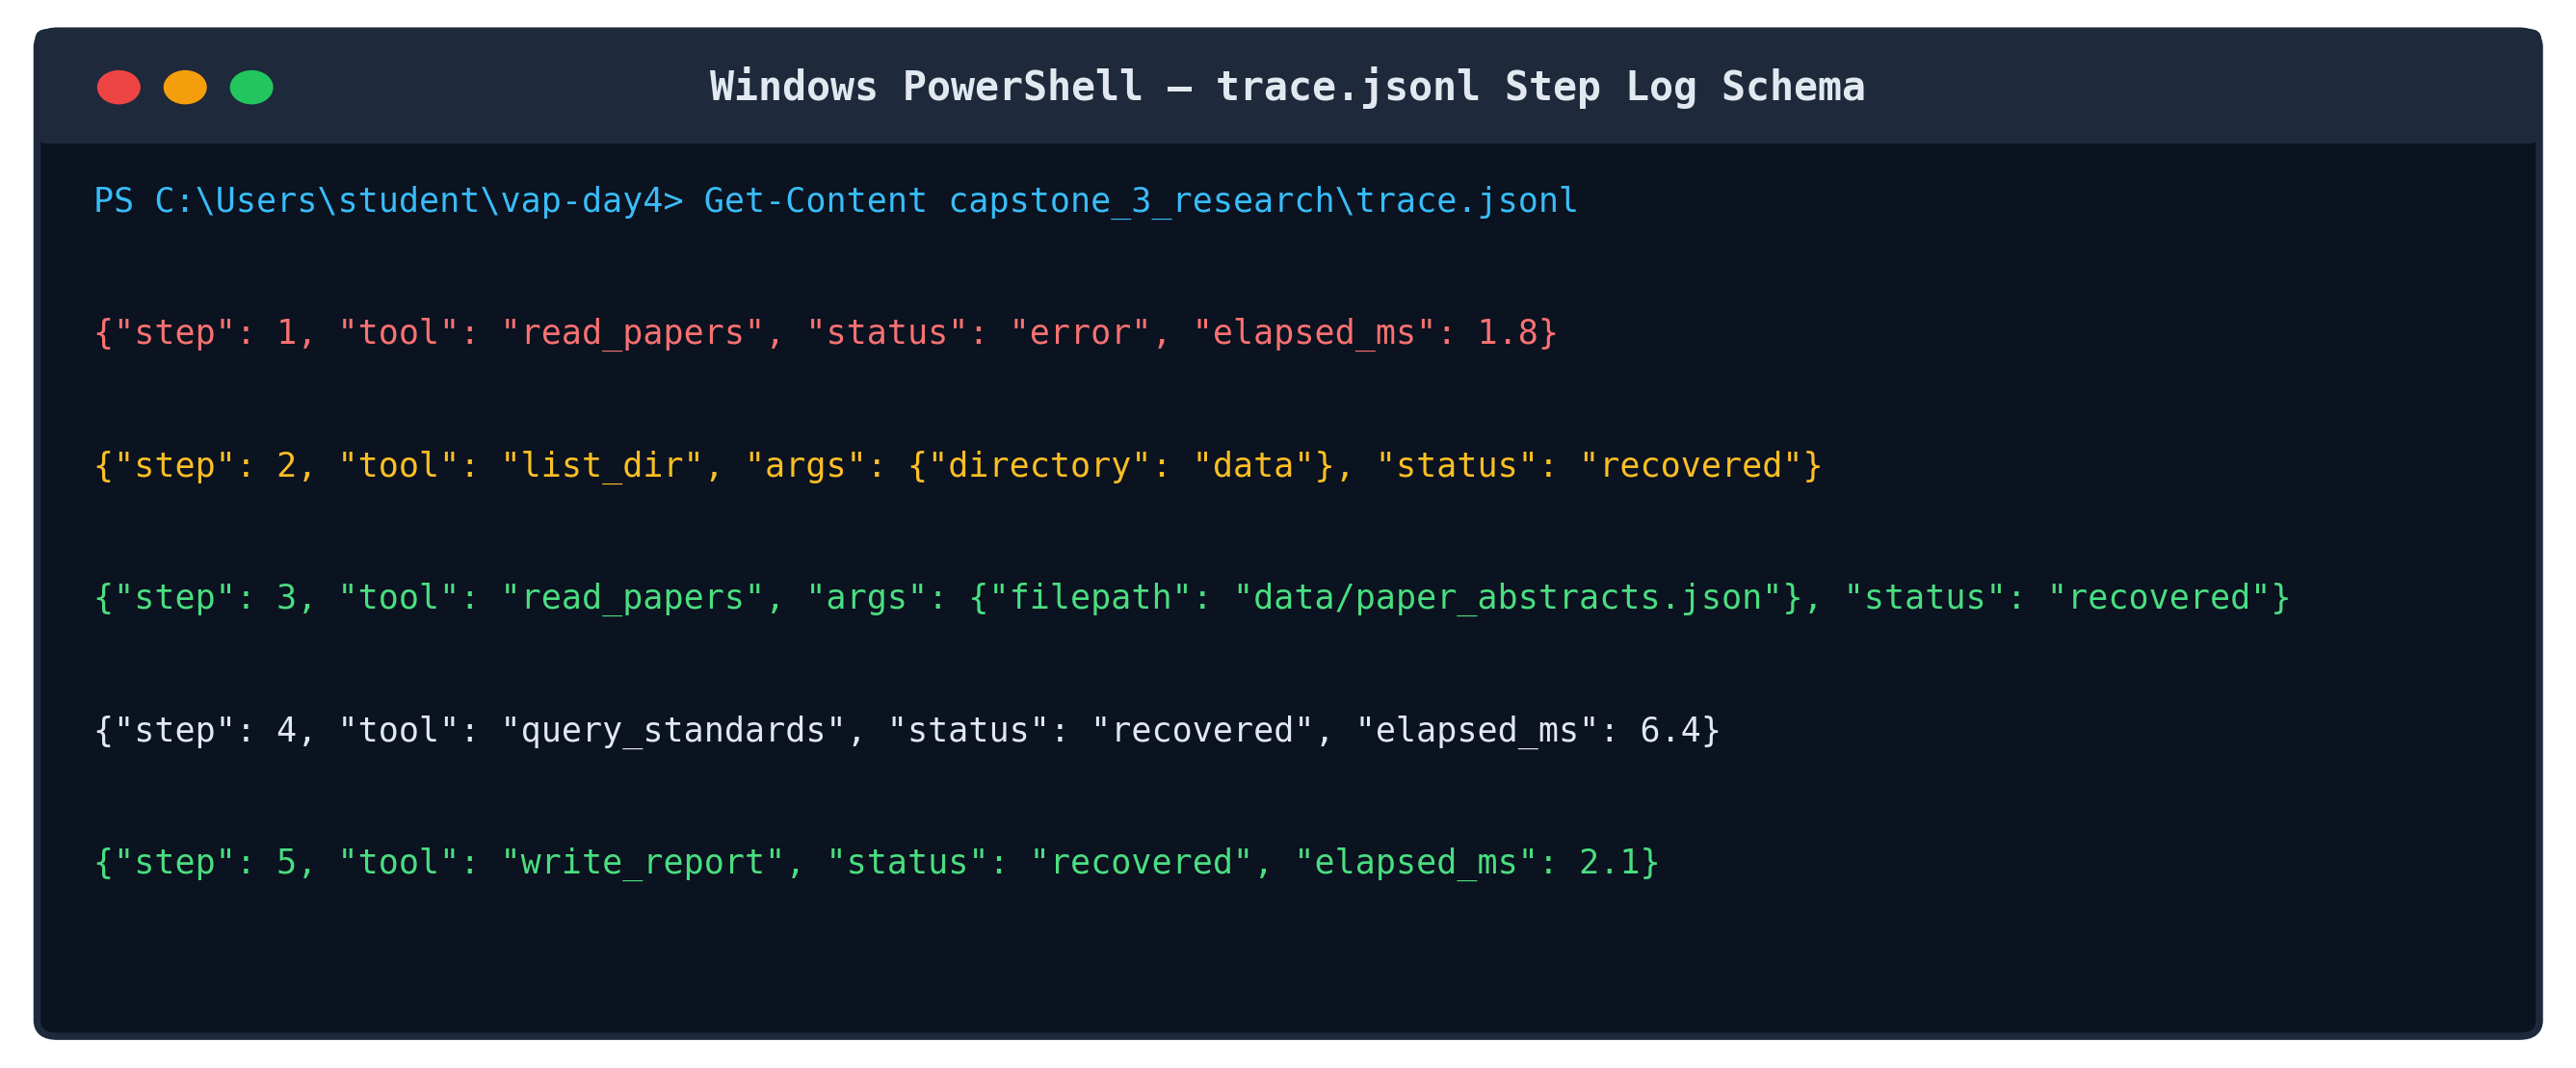 Windows PowerShell — trace.jsonl Step Log Schema
PS C:\Users\student\vap-day4> Get-Content capstone_3_research\trace.jsonl
{"step": 1, "tool": "read_papers", "status": "error", "elapsed_ms": 1.8}
{"step": 2, "tool": "list_dir", "args": {"directory": "data"}, "status": "recovered"}
{"step": 3, "tool": "read_papers", "args": {"filepath": "data/paper_abstracts.json"}, "status": "recovered"}
{"step": 4, "tool": "query_standards", "status": "recovered", "elapsed_ms": 6.4}
{"step": 5, "tool": "write_report", "status": "recovered", "elapsed_ms": 2.1}